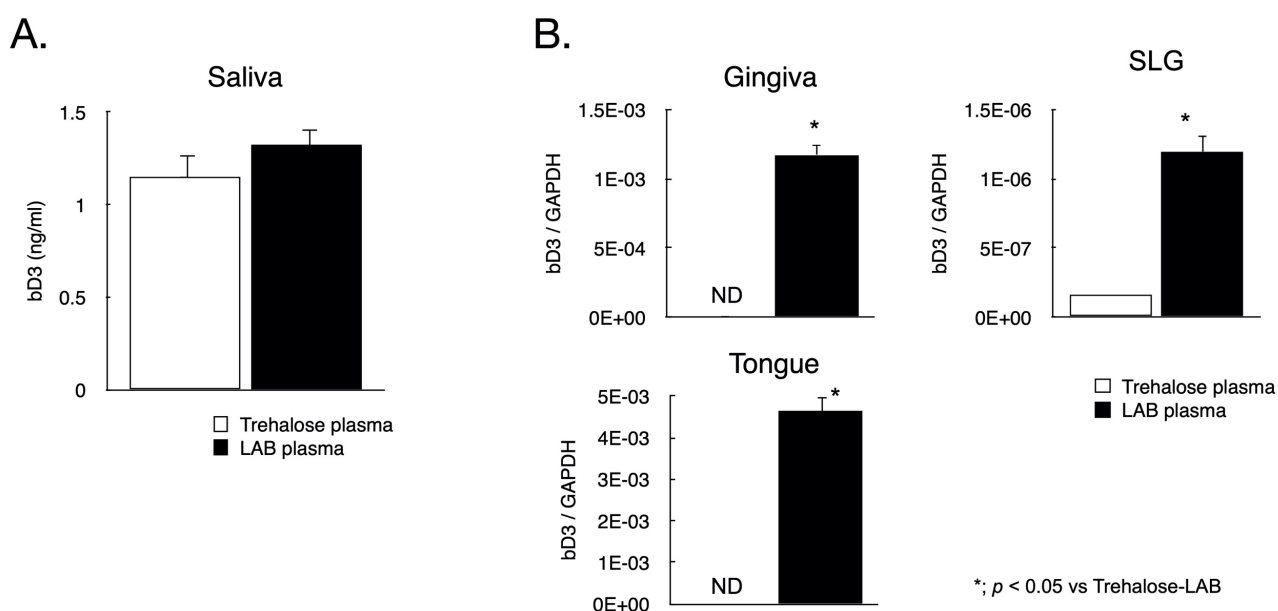 A.
Saliva
1.5
1
0.5
0
bD3 (ng/ml)
Trehalose plasma
LAB plasma
B.
Gingiva
1.5E-03
1E-03
5E-04
0E+00
bD3 / GAPDH
ND
*
SLG
1.5E-06
1E-06
5E-07
0E+00
bD3 / GAPDH
*
Tongue
5E-03
4E-03
3E-03
2E-03
1E-03
0E+00
bD3 / GAPDH
ND
*
Trehalose plasma
LAB plasma
*; p < 0.05 vs Trehalose-LAB